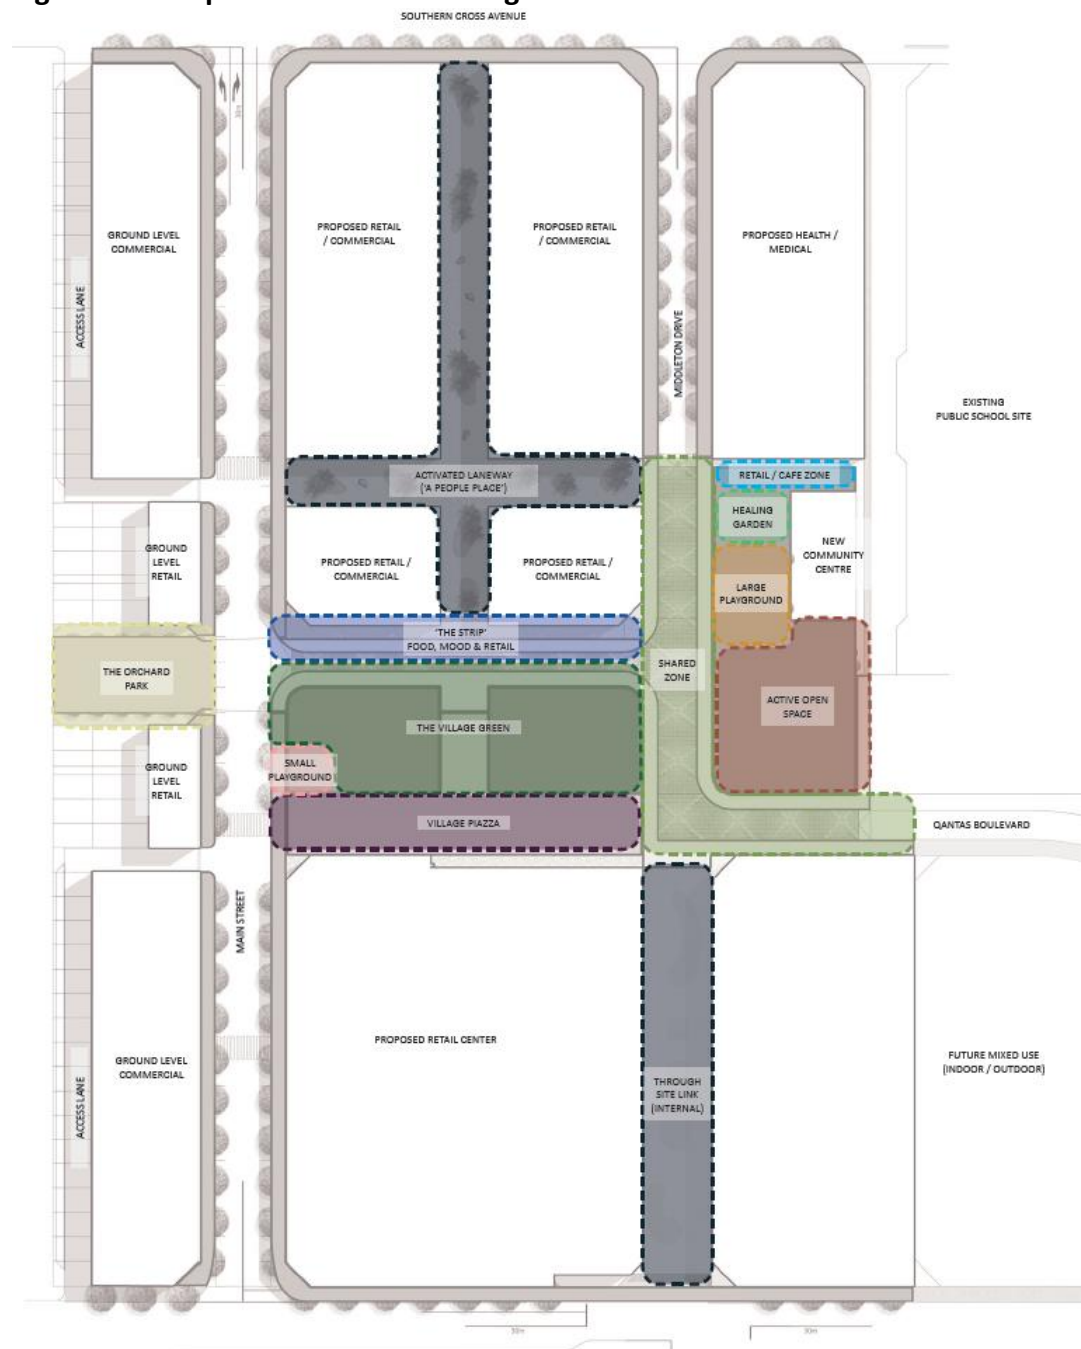 SOUTHERN CROSS AVENUE
GROUND LEVEL
COMMERCIAL
PROPOSED RETAIL
/ COMMERCIAL
PROPOSED RETAIL
/ COMMERCIAL
PROPOSED HEALTH /
MEDICAL
ACCESS LANE
MIDDLETON DRIVE
EXISTING
PUBLIC SCHOOL SITE
ACTIVATED LANEWAY
('A PEOPLE PLACE')
RETAIL / CAFE ZONE
HEALING
GARDEN
NEW
COMMUNITY
CENTRE
GROUND
LEVEL
RETAIL
PROPOSED RETAIL /
COMMERCIAL
PROPOSED RETAIL /
COMMERCIAL
LARGE
PLAYGROUND
'THE STRIP'
FOOD, MOOD & RETAIL
THE ORCHARD
PARK
SHARED
ZONE
ACTIVE OPEN
SPACE
THE VILLAGE GREEN
SMALL
PLAYGROUND
GROUND
LEVEL
RETAIL
VILLAGE PIAZZA
QANTAS BOULEVARD
MAIN STREET
PROPOSED RETAIL CENTER
GROUND LEVEL
COMMERCIAL
ACCESS LANE
THROUGH
SITE LINK
(INTERNAL)
FUTURE MIXED USE
(INDOOR / OUTDOOR)